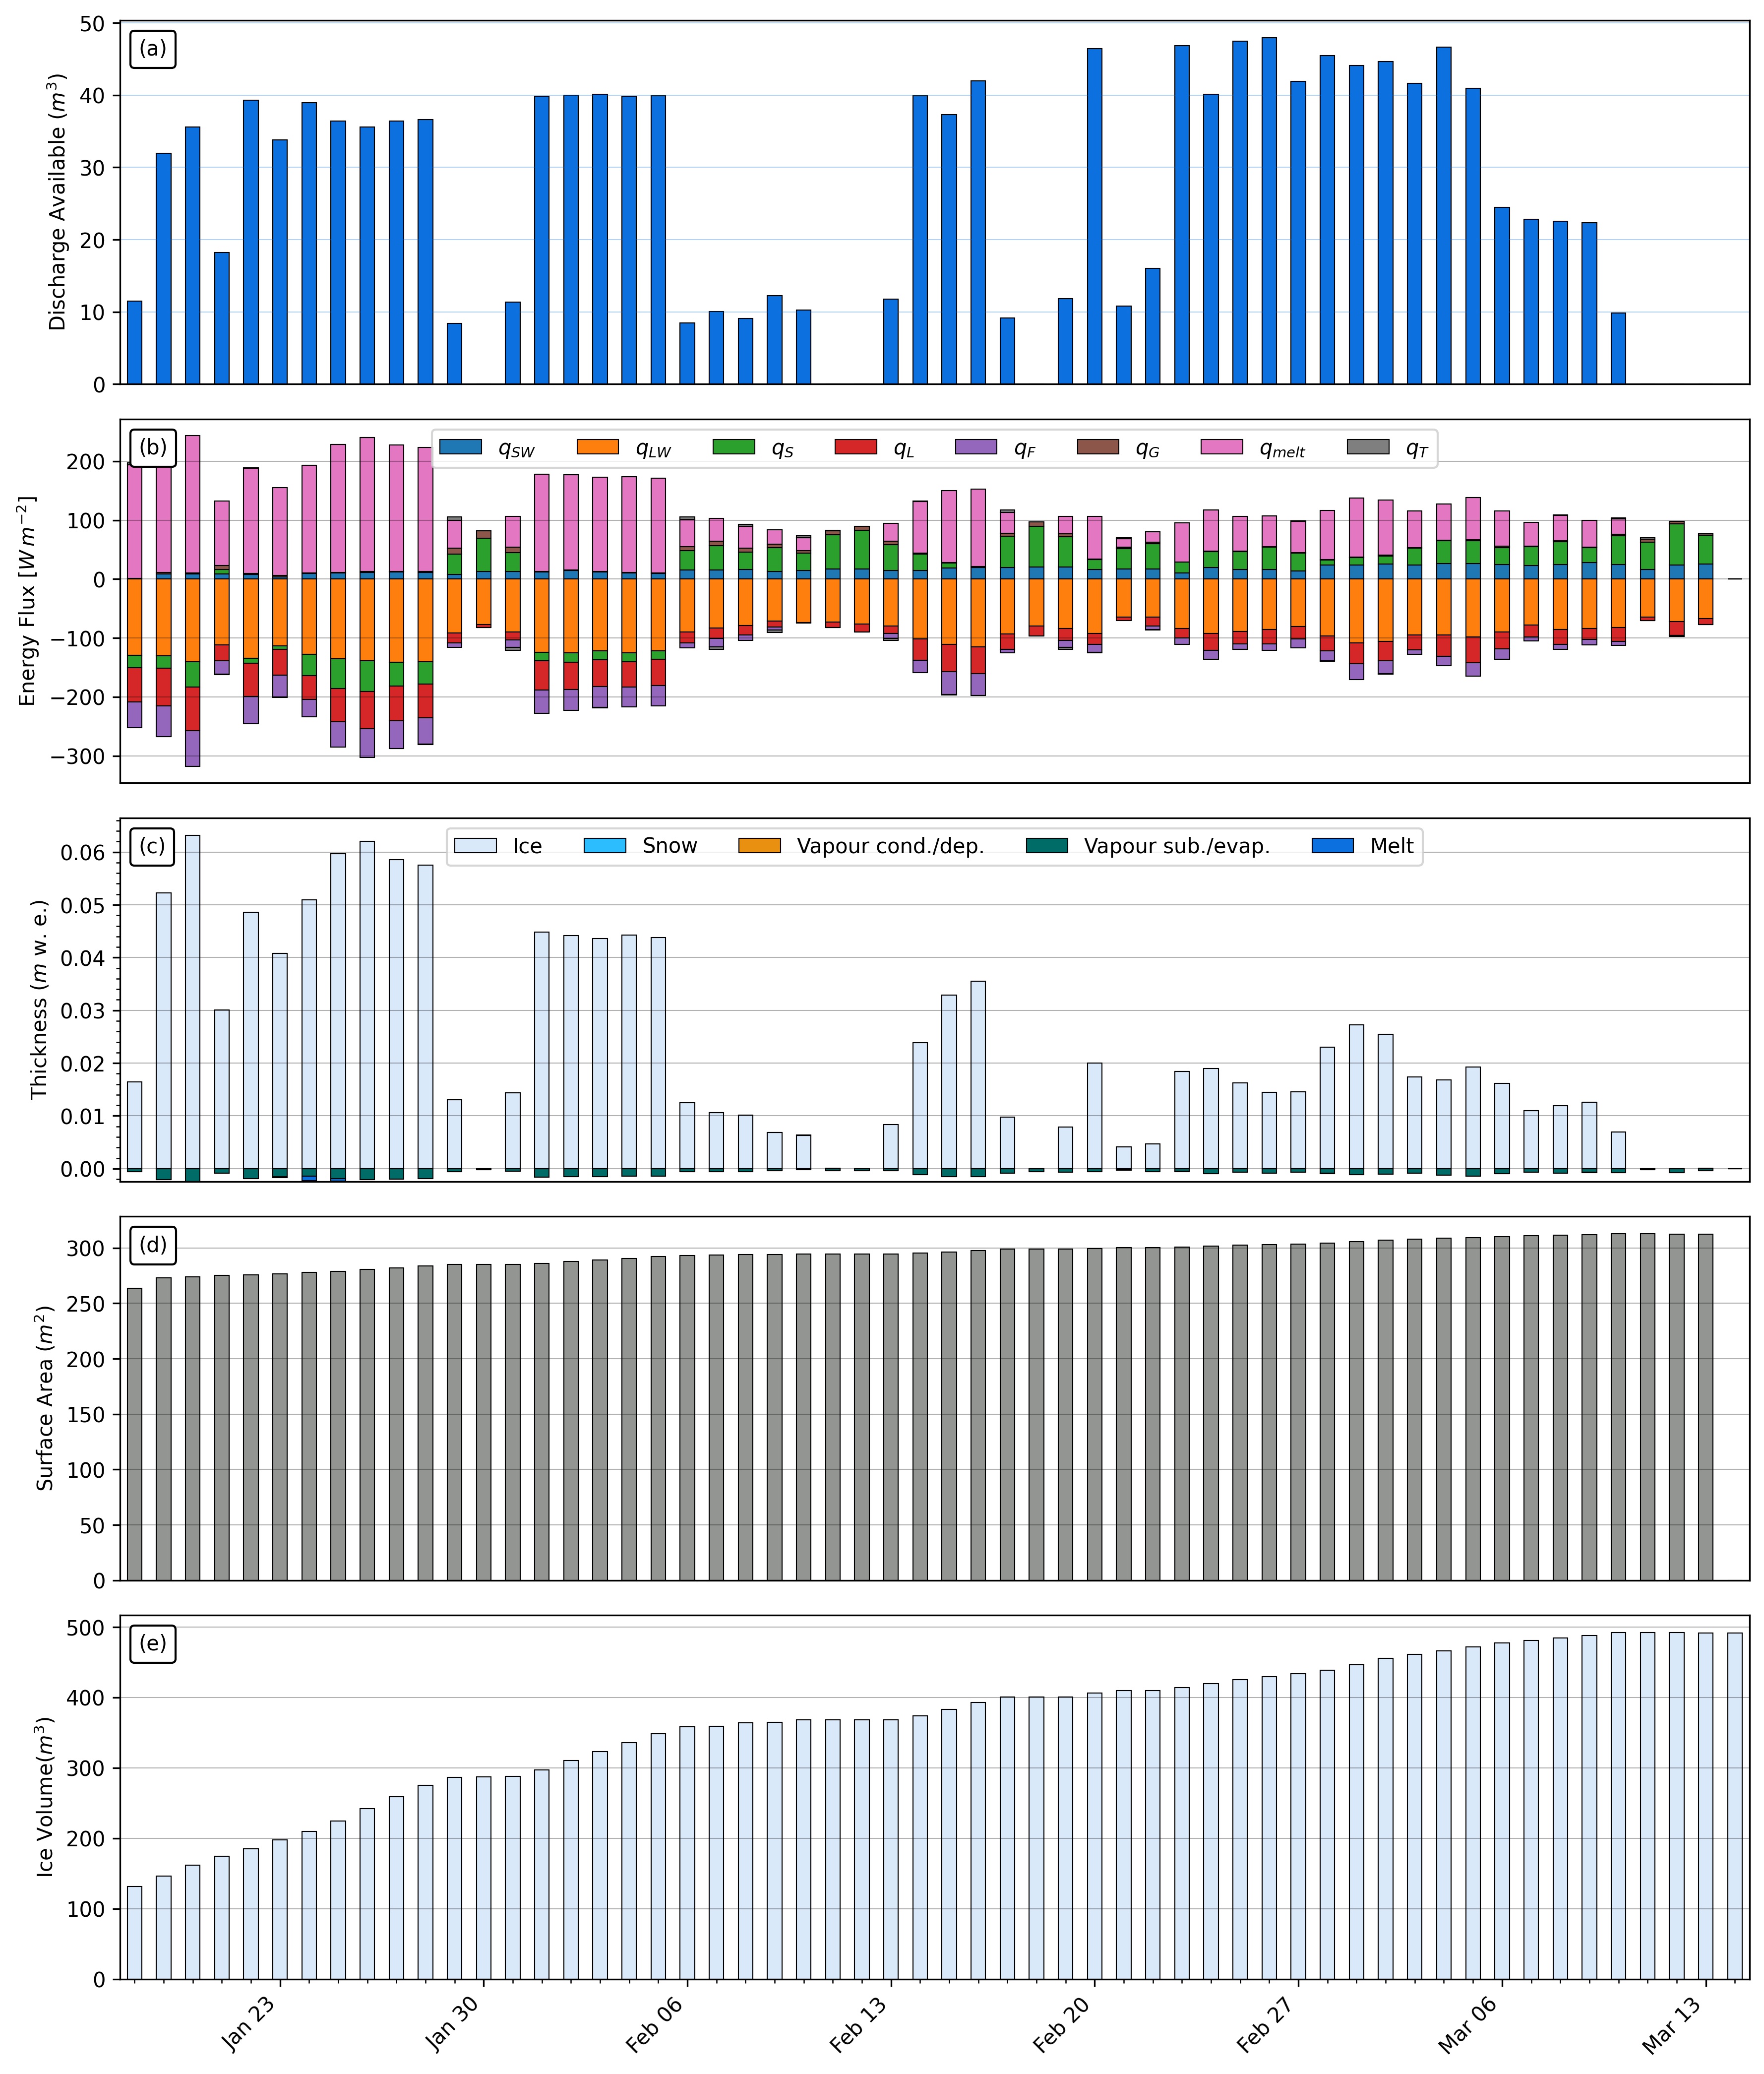 (a)
Discharge Available (m³)
50
40
30
20
10
0
(b)
q_SW q_LW q_S q_L q_F q_G q_melt q_T
Energy Flux [W m⁻²]
200
100
0
−100
−200
−300
(c)
Ice Snow Vapour cond./dep. Vapour sub./evap. Melt
Thickness (m w. e.)
0.06
0.05
0.04
0.03
0.02
0.01
0.00
(d)
Surface Area (m²)
300
250
200
150
100
50
0
(e)
Ice Volume(m³)
500
400
300
200
100
0
Jan 23 Jan 30 Feb 06 Feb 13 Feb 20 Feb 27 Mar 06 Mar 13